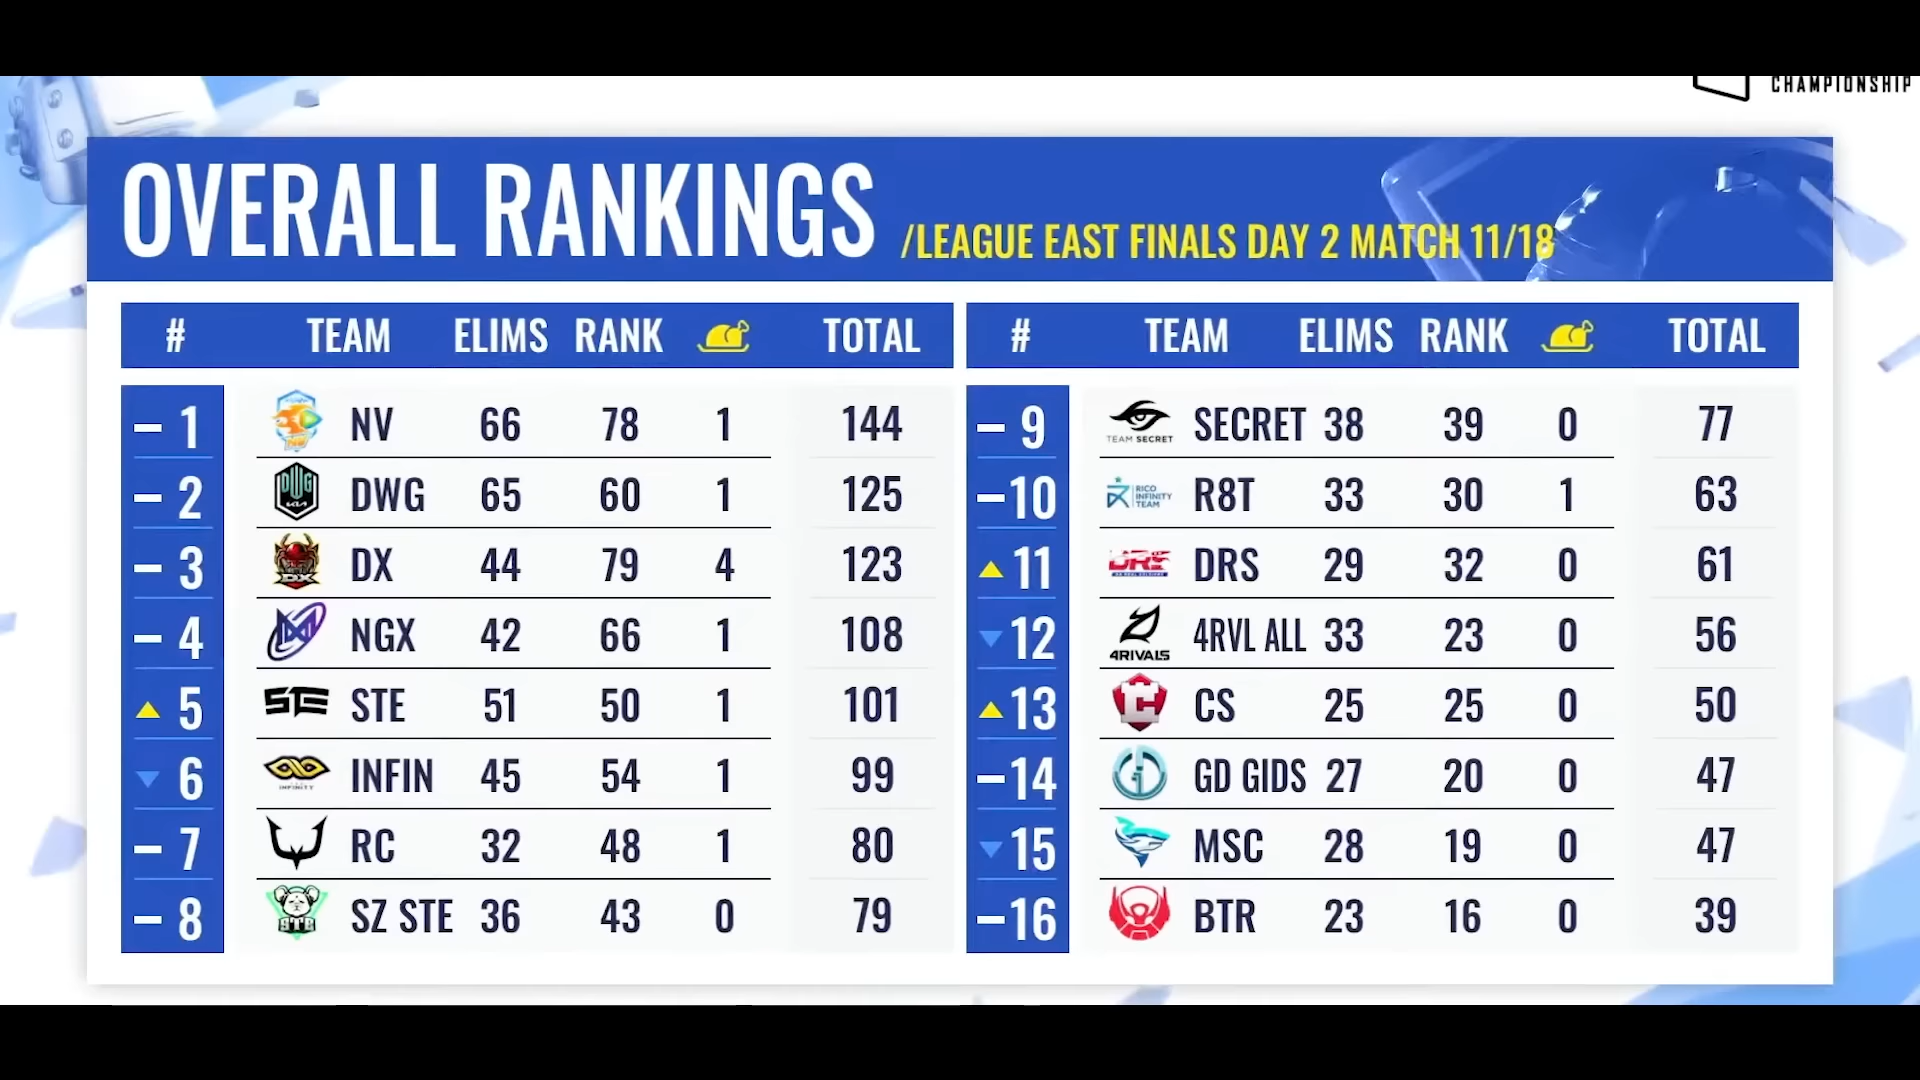 CHAMPIONSHIP
OVERALL RANKINGS /LEAGUE EAST FINALS DAY 2 MATCH 11/18
# TEAM ELIMS RANK TOTAL
1 NV 66 78 1 144
2 DWG 65 60 1 125
3 DX 44 79 4 123
4 NGX 42 66 1 108
5 STE 51 50 1 101
6 INFIN 45 54 1 99
7 RC 32 48 1 80
8 SZ STE 36 43 0 79
# TEAM ELIMS RANK TOTAL
9 TEAM SECRET SECRET 38 39 0 77
10 RICO INFINITY TEAM R8T 33 30 1 63
11 DRS 29 32 0 61
12 4RIVALS 4RVL ALL 33 23 0 56
13 CS 25 25 0 50
14 GD GIDS 27 20 0 47
15 MSC 28 19 0 47
16 BTR 23 16 0 39